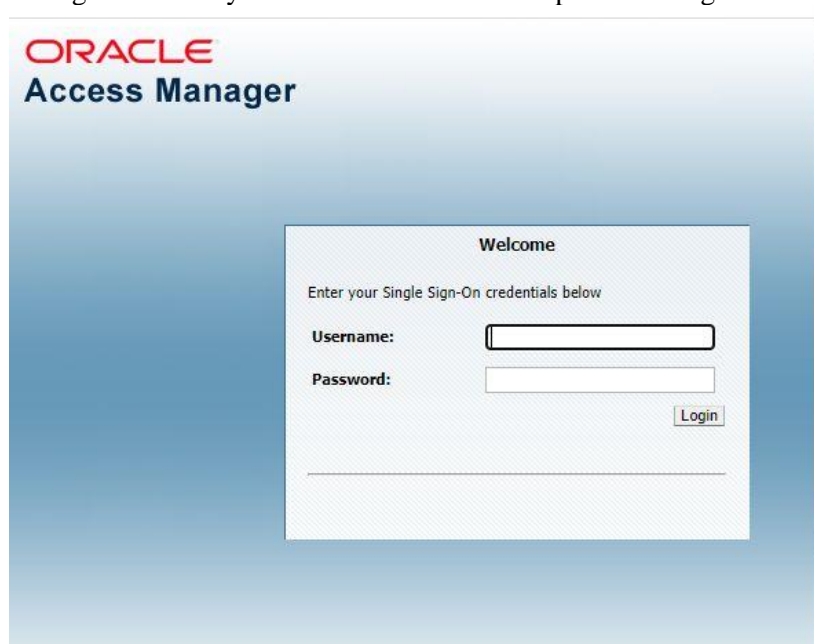 ORACLE
Access Manager
Welcome
Enter your Single Sign-On credentials below
Username:
Password:
Login